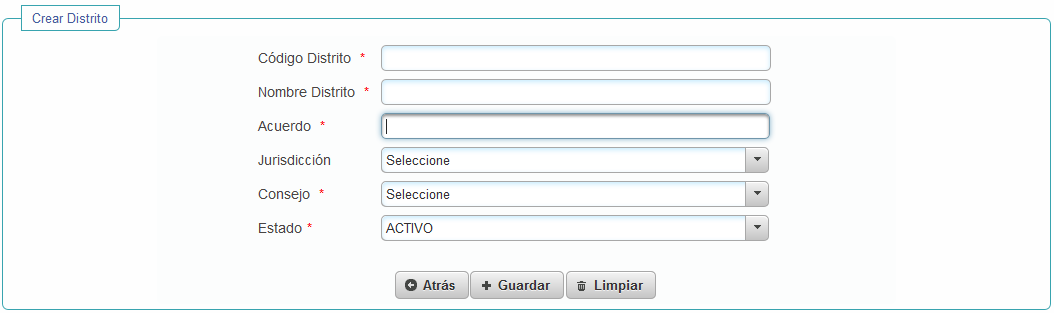 Crear Distrito
Código Distrito *
Nombre Distrito *
Acuerdo *
Jurisdicción Seleccione
Consejo * Seleccione
Estado * ACTIVO
Atrás Guardar Limpiar